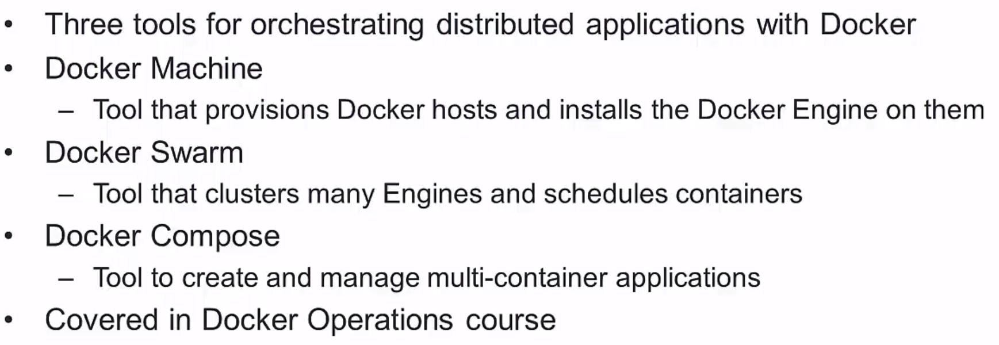 • Three tools for orchestrating distributed applications with Docker
• Docker Machine
– Tool that provisions Docker hosts and installs the Docker Engine on them
• Docker Swarm
– Tool that clusters many Engines and schedules containers
• Docker Compose
– Tool to create and manage multi-container applications
• Covered in Docker Operations course